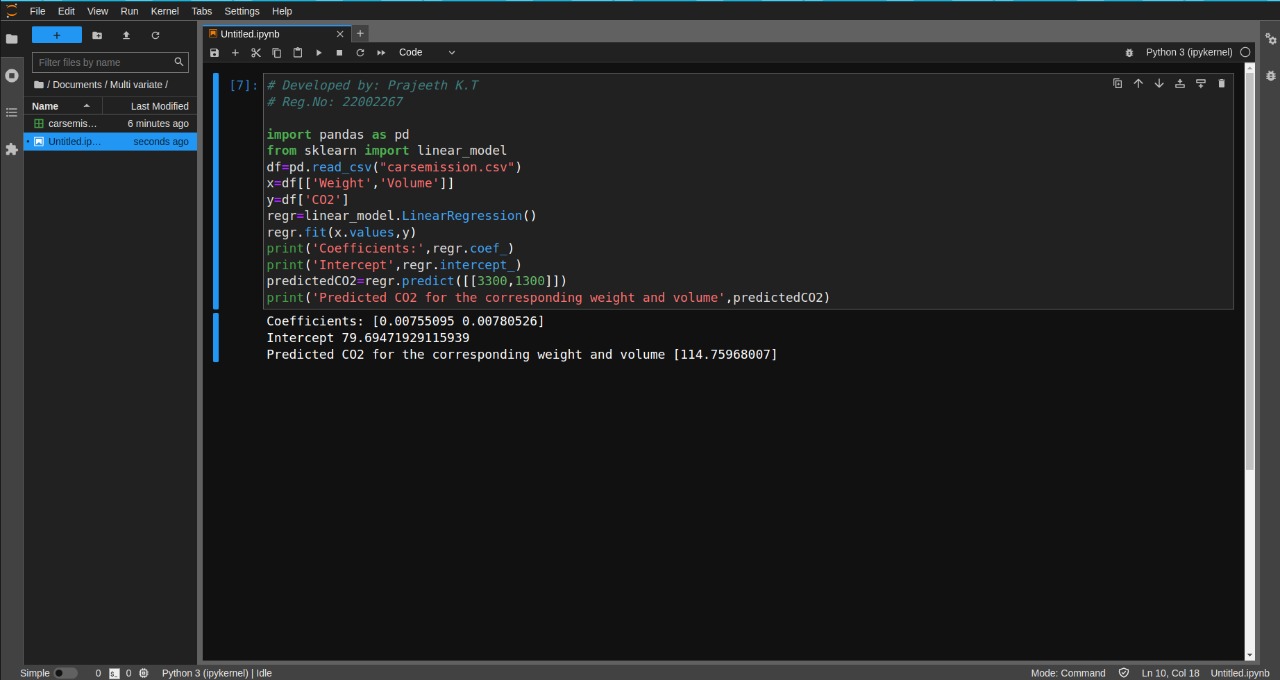 File Edit View Run Kernel Tabs Settings Help
Untitled.ipynb
Code
Python 3 (ipykernel)
Filter files by name
/ Documents / Multi variate /
Name Last Modified
carsemis... 6 minutes ago
Untitled.ip... seconds ago
[7]:
# Developed by: Prajeeth K.T
# Reg.No: 22002267
import pandas as pd
from sklearn import linear_model
df=pd.read_csv("carsemission.csv")
x=df[['Weight','Volume']]
y=df['CO2']
regr=linear_model.LinearRegression()
regr.fit(x.values,y)
print('Coefficients:',regr.coef_)
print('Intercept',regr.intercept_)
predictedCO2=regr.predict([[3300,1300]])
print('Predicted CO2 for the corresponding weight and volume',predictedCO2)
Coefficients: [0.00755095 0.00780526]
Intercept 79.69471929115939
Predicted CO2 for the corresponding weight and volume [114.75968007]
Simple 0 0 Python 3 (ipykernel) | Idle Mode: Command Ln 10, Col 18 Untitled.ipynb